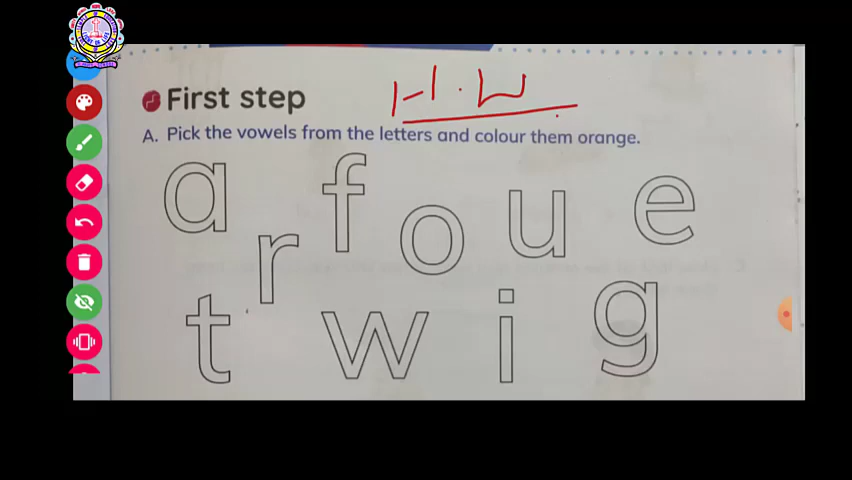 H.W
First step
A. Pick the vowels from the letters and colour them orange.
a f o u e
r
t w i g